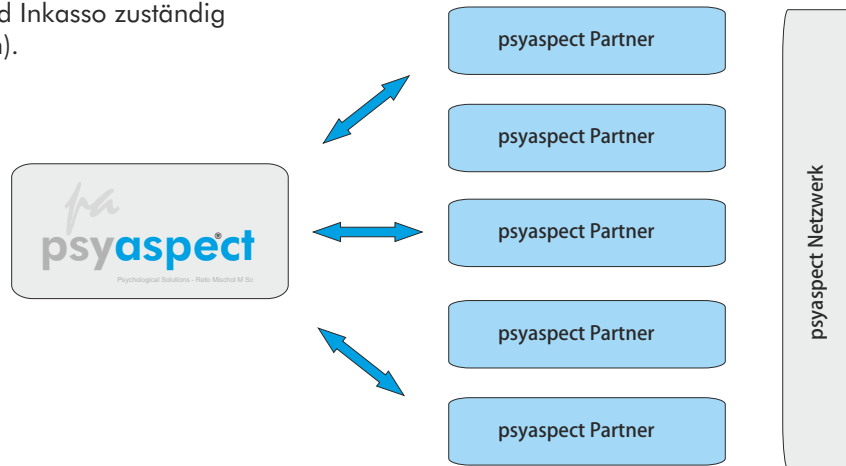 d Inkasso zuständig
).
psyaspect Partner
psyaspect Partner
pa
psyaspect®
Psychological Solutions - Reto Mischol M.Sc.
psyaspect Partner
psyaspect Partner
psyaspect Partner
psyaspect Netzwerk